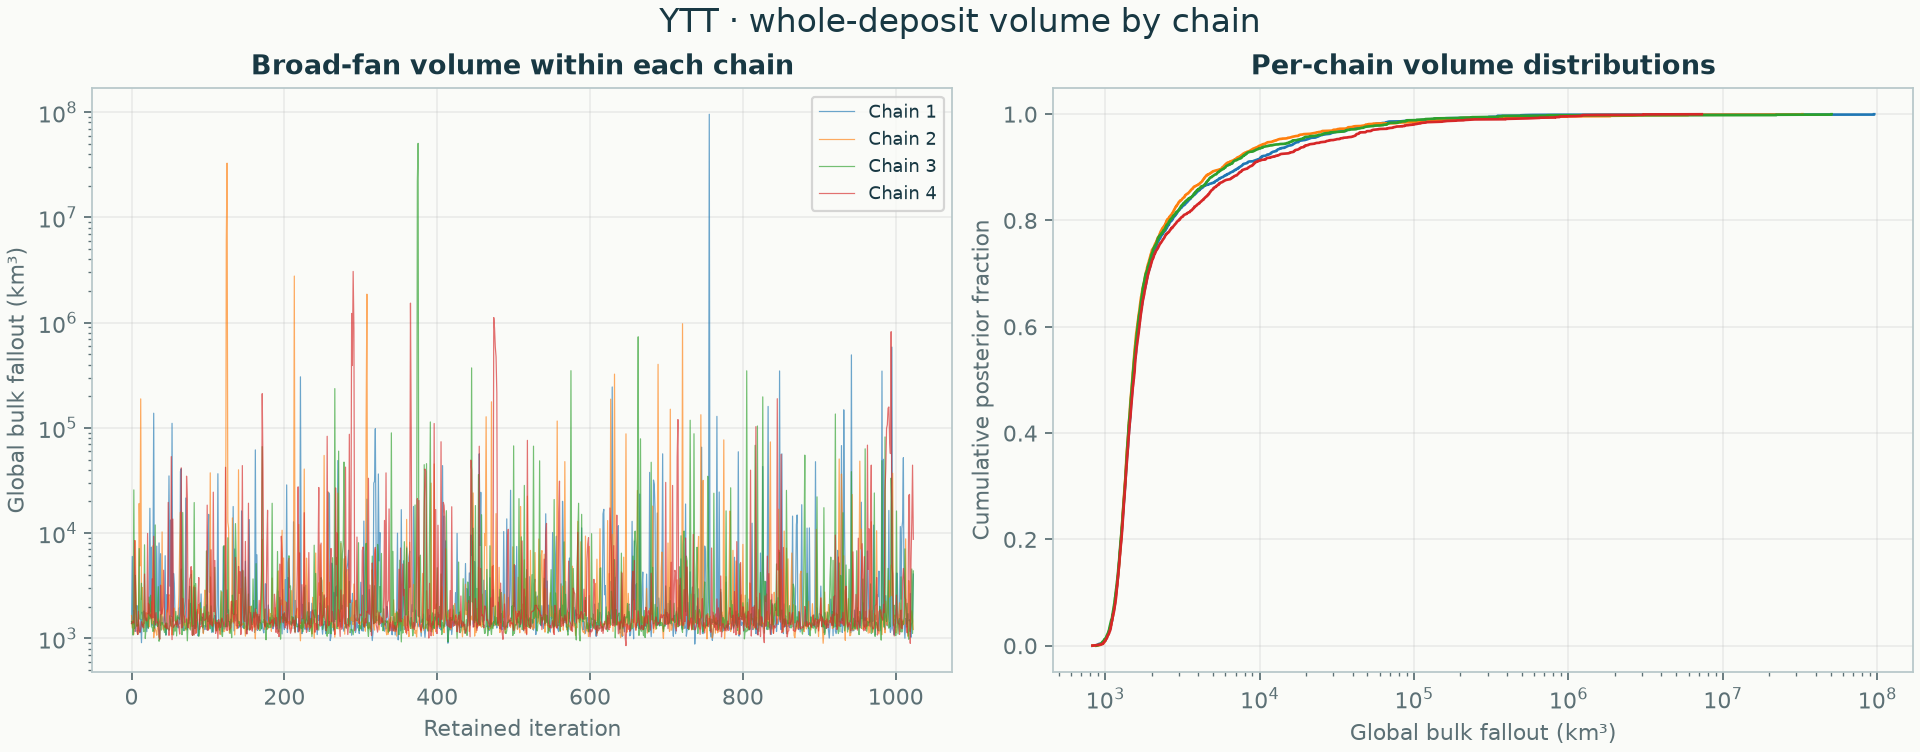 YTT · whole-deposit volume by chain
Broad-fan volume within each chain
Global bulk fallout (km³)
10⁸
10⁷
10⁶
10⁵
10⁴
10³
Chain 1
Chain 2
Chain 3
Chain 4
0 200 400 600 800 1000
Retained iteration
Per-chain volume distributions
Cumulative posterior fraction
1.0
0.8
0.6
0.4
0.2
0.0
10³ 10⁴ 10⁵ 10⁶ 10⁷ 10⁸
Global bulk fallout (km³)